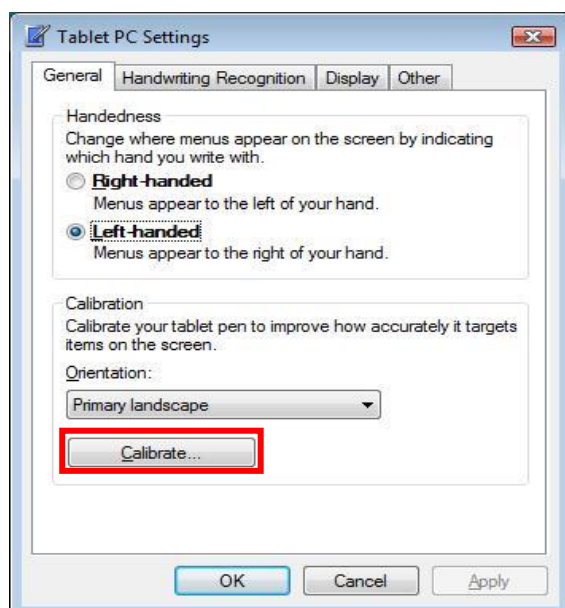 Tablet PC Settings
General Handwriting Recognition Display Other
Handedness
Change where menus appear on the screen by indicating
which hand you write with.
Right-handed
Menus appear to the left of your hand.
Left-handed
Menus appear to the right of your hand.
Calibration
Calibrate your tablet pen to improve how accurately it targets
items on the screen.
Orientation:
Primary landscape
Calibrate...
OK Cancel Apply